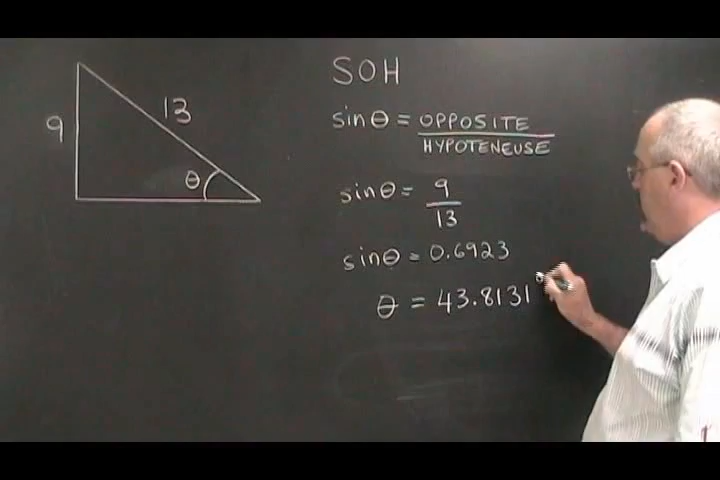 SOH
9
13
θ
sinθ = OPPOSITE
HYPOTENEUSE
sinθ = 9
13
sinθ = 0.6923
θ = 43.8131°